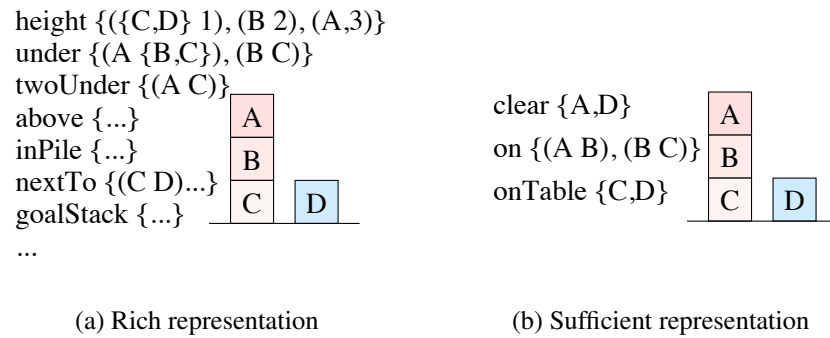 height {({C,D} 1), (B 2), (A,3)}
under {(A {B,C}), (B C)}
twoUnder {(A C)}
above {...}
inPile {...}
nextTo {(C D)...}
goalStack {...}
...
A
B
C
D
(a) Rich representation
clear {A,D}
on {(A B), (B C)}
onTable {C,D}
A
B
C
D
(b) Sufficient representation